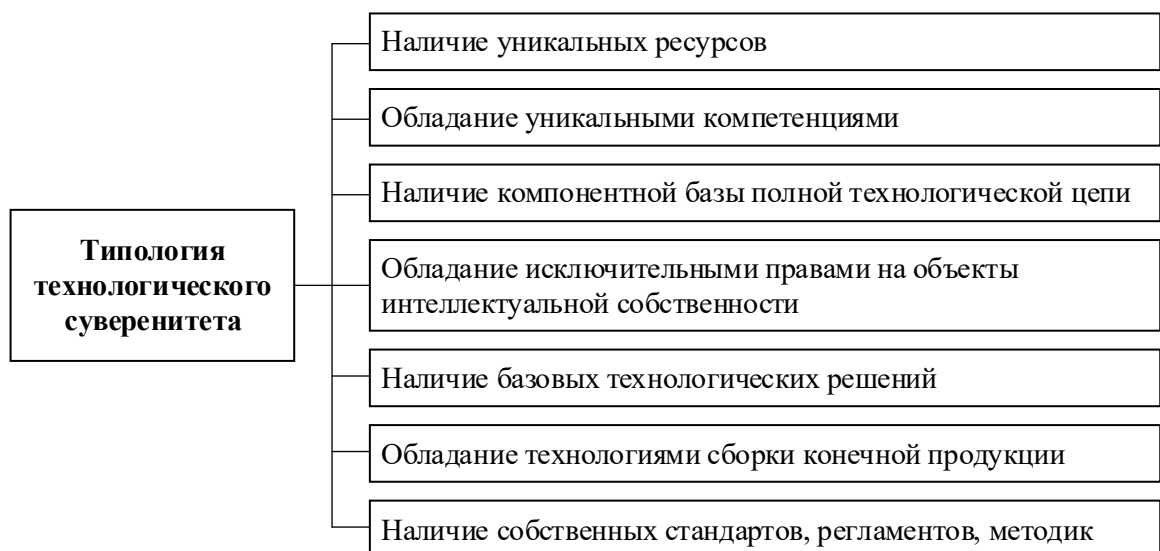 Типология
технологического
суверенитета
Наличие уникальных ресурсов
Обладание уникальными компетенциями
Наличие компонентной базы полной технологической цепи
Обладание исключительными правами на объекты
интеллектуальной собственности
Наличие базовых технологических решений
Обладание технологиями сборки конечной продукции
Наличие собственных стандартов, регламентов, методик